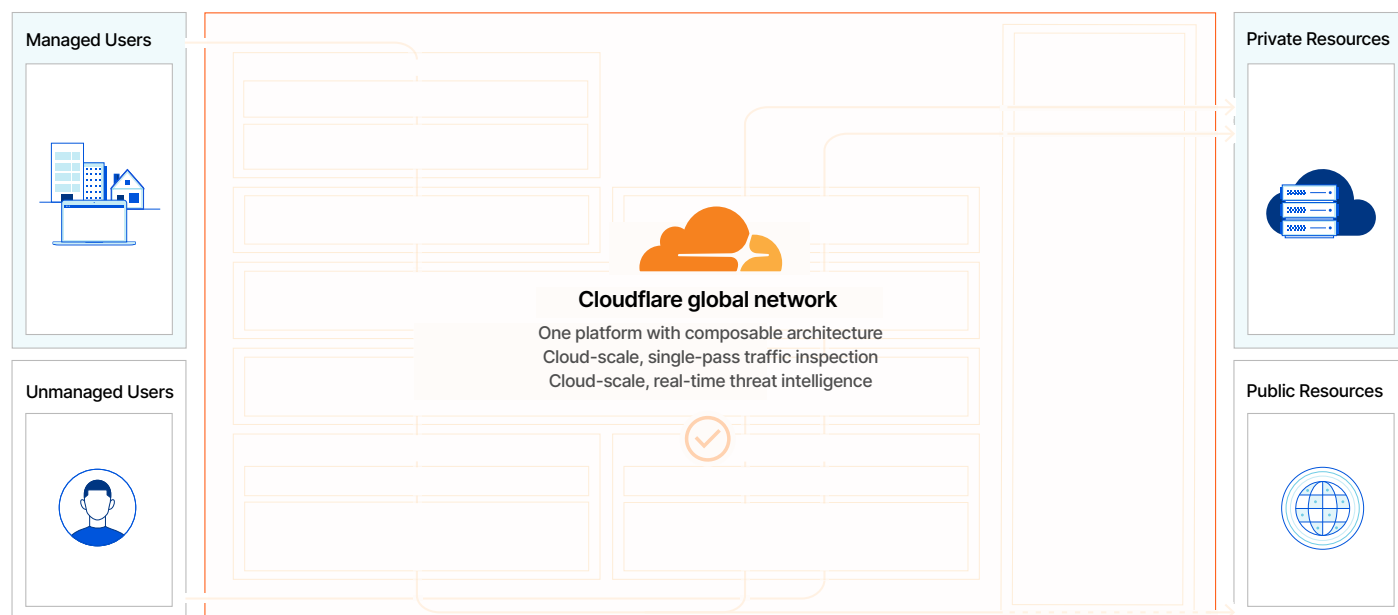 Managed Users
Unmanaged Users
Cloudflare global network
One platform with composable architecture
Cloud-scale, single-pass traffic inspection
Cloud-scale, real-time threat intelligence
Private Resources
Public Resources